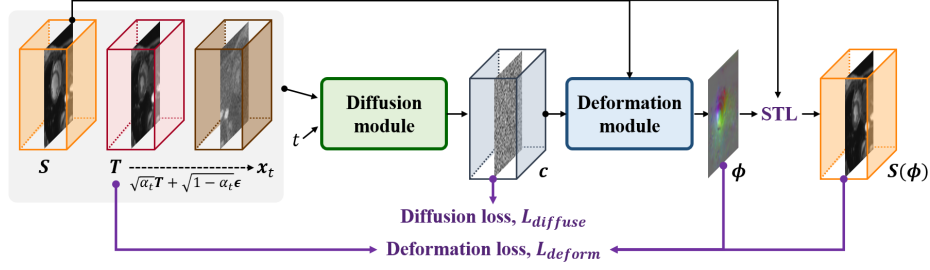 S
T
x_t
√α_t T + √1 − α_t ϵ
t
Diffusion
module
c
Deformation
module
ϕ
STL
S(ϕ)
Diffusion loss, L_diffuse
Deformation loss, L_deform